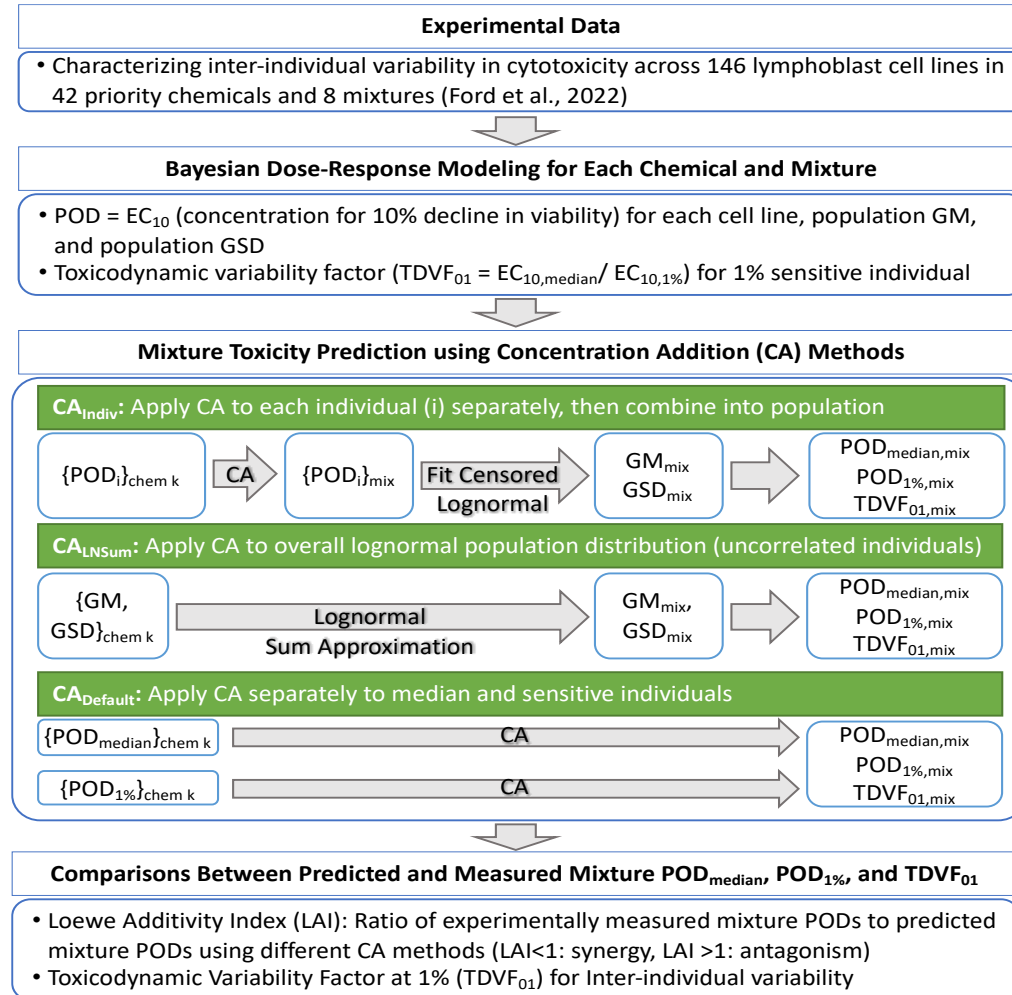 Experimental Data
• Characterizing inter-individual variability in cytotoxicity across 146 lymphoblast cell lines in
42 priority chemicals and 8 mixtures (Ford et al., 2022)
Bayesian Dose-Response Modeling for Each Chemical and Mixture
• POD = EC10 (concentration for 10% decline in viability) for each cell line, population GM,
and population GSD
• Toxicodynamic variability factor (TDVF01 = EC10,median/ EC10,1%) for 1% sensitive individual
Mixture Toxicity Prediction using Concentration Addition (CA) Methods
CAIndiv: Apply CA to each individual (i) separately, then combine into population
{PODi}chem k
CA
{PODi}mix
Fit Censored
Lognormal
GMmix
GSDmix
PODmedian,mix
POD1%,mix
TDVF01,mix
CALNSum: Apply CA to overall lognormal population distribution (uncorrelated individuals)
{GM,
GSD}chem k
Lognormal
Sum Approximation
GMmix,
GSDmix
PODmedian,mix
POD1%,mix
TDVF01,mix
CADefault: Apply CA separately to median and sensitive individuals
{PODmedian}chem k
CA
{POD1%}chem k
CA
PODmedian,mix
POD1%,mix
TDVF01,mix
Comparisons Between Predicted and Measured Mixture PODmedian, POD1%, and TDVF01
• Loewe Additivity Index (LAI): Ratio of experimentally measured mixture PODs to predicted
mixture PODs using different CA methods (LAI<1: synergy, LAI >1: antagonism)
• Toxicodynamic Variability Factor at 1% (TDVF01) for Inter-individual variability